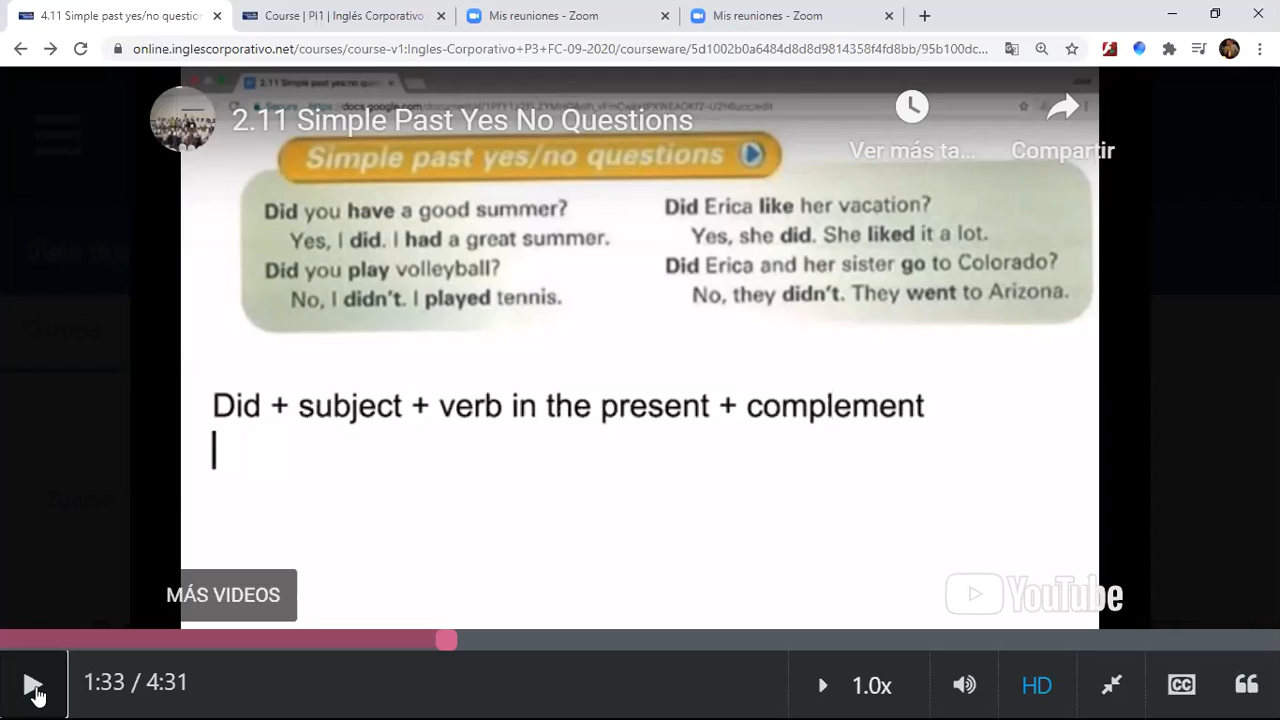 4.11 Simple past yes/no question
Course | PI1 | Inglés Corporativo
Mis reuniones - Zoom
Mis reuniones - Zoom
online.inglescorporativo.net/courses/course-v1:Ingles-Corporativo+P3+FC-09-2020/courseware/5d1002b0a6484d8d8d9814358f4fd8bb/95b100dc...
2.11 Simple Past Yes No Questions
Ver más ta...
Compartir
Simple past yes/no questions
Did you have a good summer?
Yes, I did. I had a great summer.
Did you play volleyball?
No, I didn't. I played tennis.
Did Erica like her vacation?
Yes, she did. She liked it a lot.
Did Erica and her sister go to Colorado?
No, they didn't. They went to Arizona.
Did + subject + verb in the present + complement
MÁS VIDEOS
YouTube
1:33 / 4:31
1.0x
HD
CC